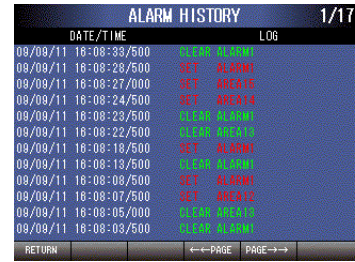 ALARM HISTORY 1/17
DATE/TIME LOG
09/09/11 16:08:33/500 CLEAR ALARM1
09/09/11 16:08:28/500 SET ALARM1
09/09/11 16:08:27/000 SET AREA15
09/09/11 16:08:24/500 SET AREA14
09/09/11 16:08:23/500 CLEAR ALARM1
09/09/11 16:08:22/500 CLEAR AREA13
09/09/11 16:08:18/500 SET ALARM1
09/09/11 16:08:13/500 CLEAR ALARM1
09/09/11 16:08:08/500 SET ALARM1
09/09/11 16:08:07/500 SET AREA12
09/09/11 16:08:05/000 CLEAR AREA13
09/09/11 16:08:03/500 CLEAR ALARM1
RETURN ←←PAGE PAGE→→